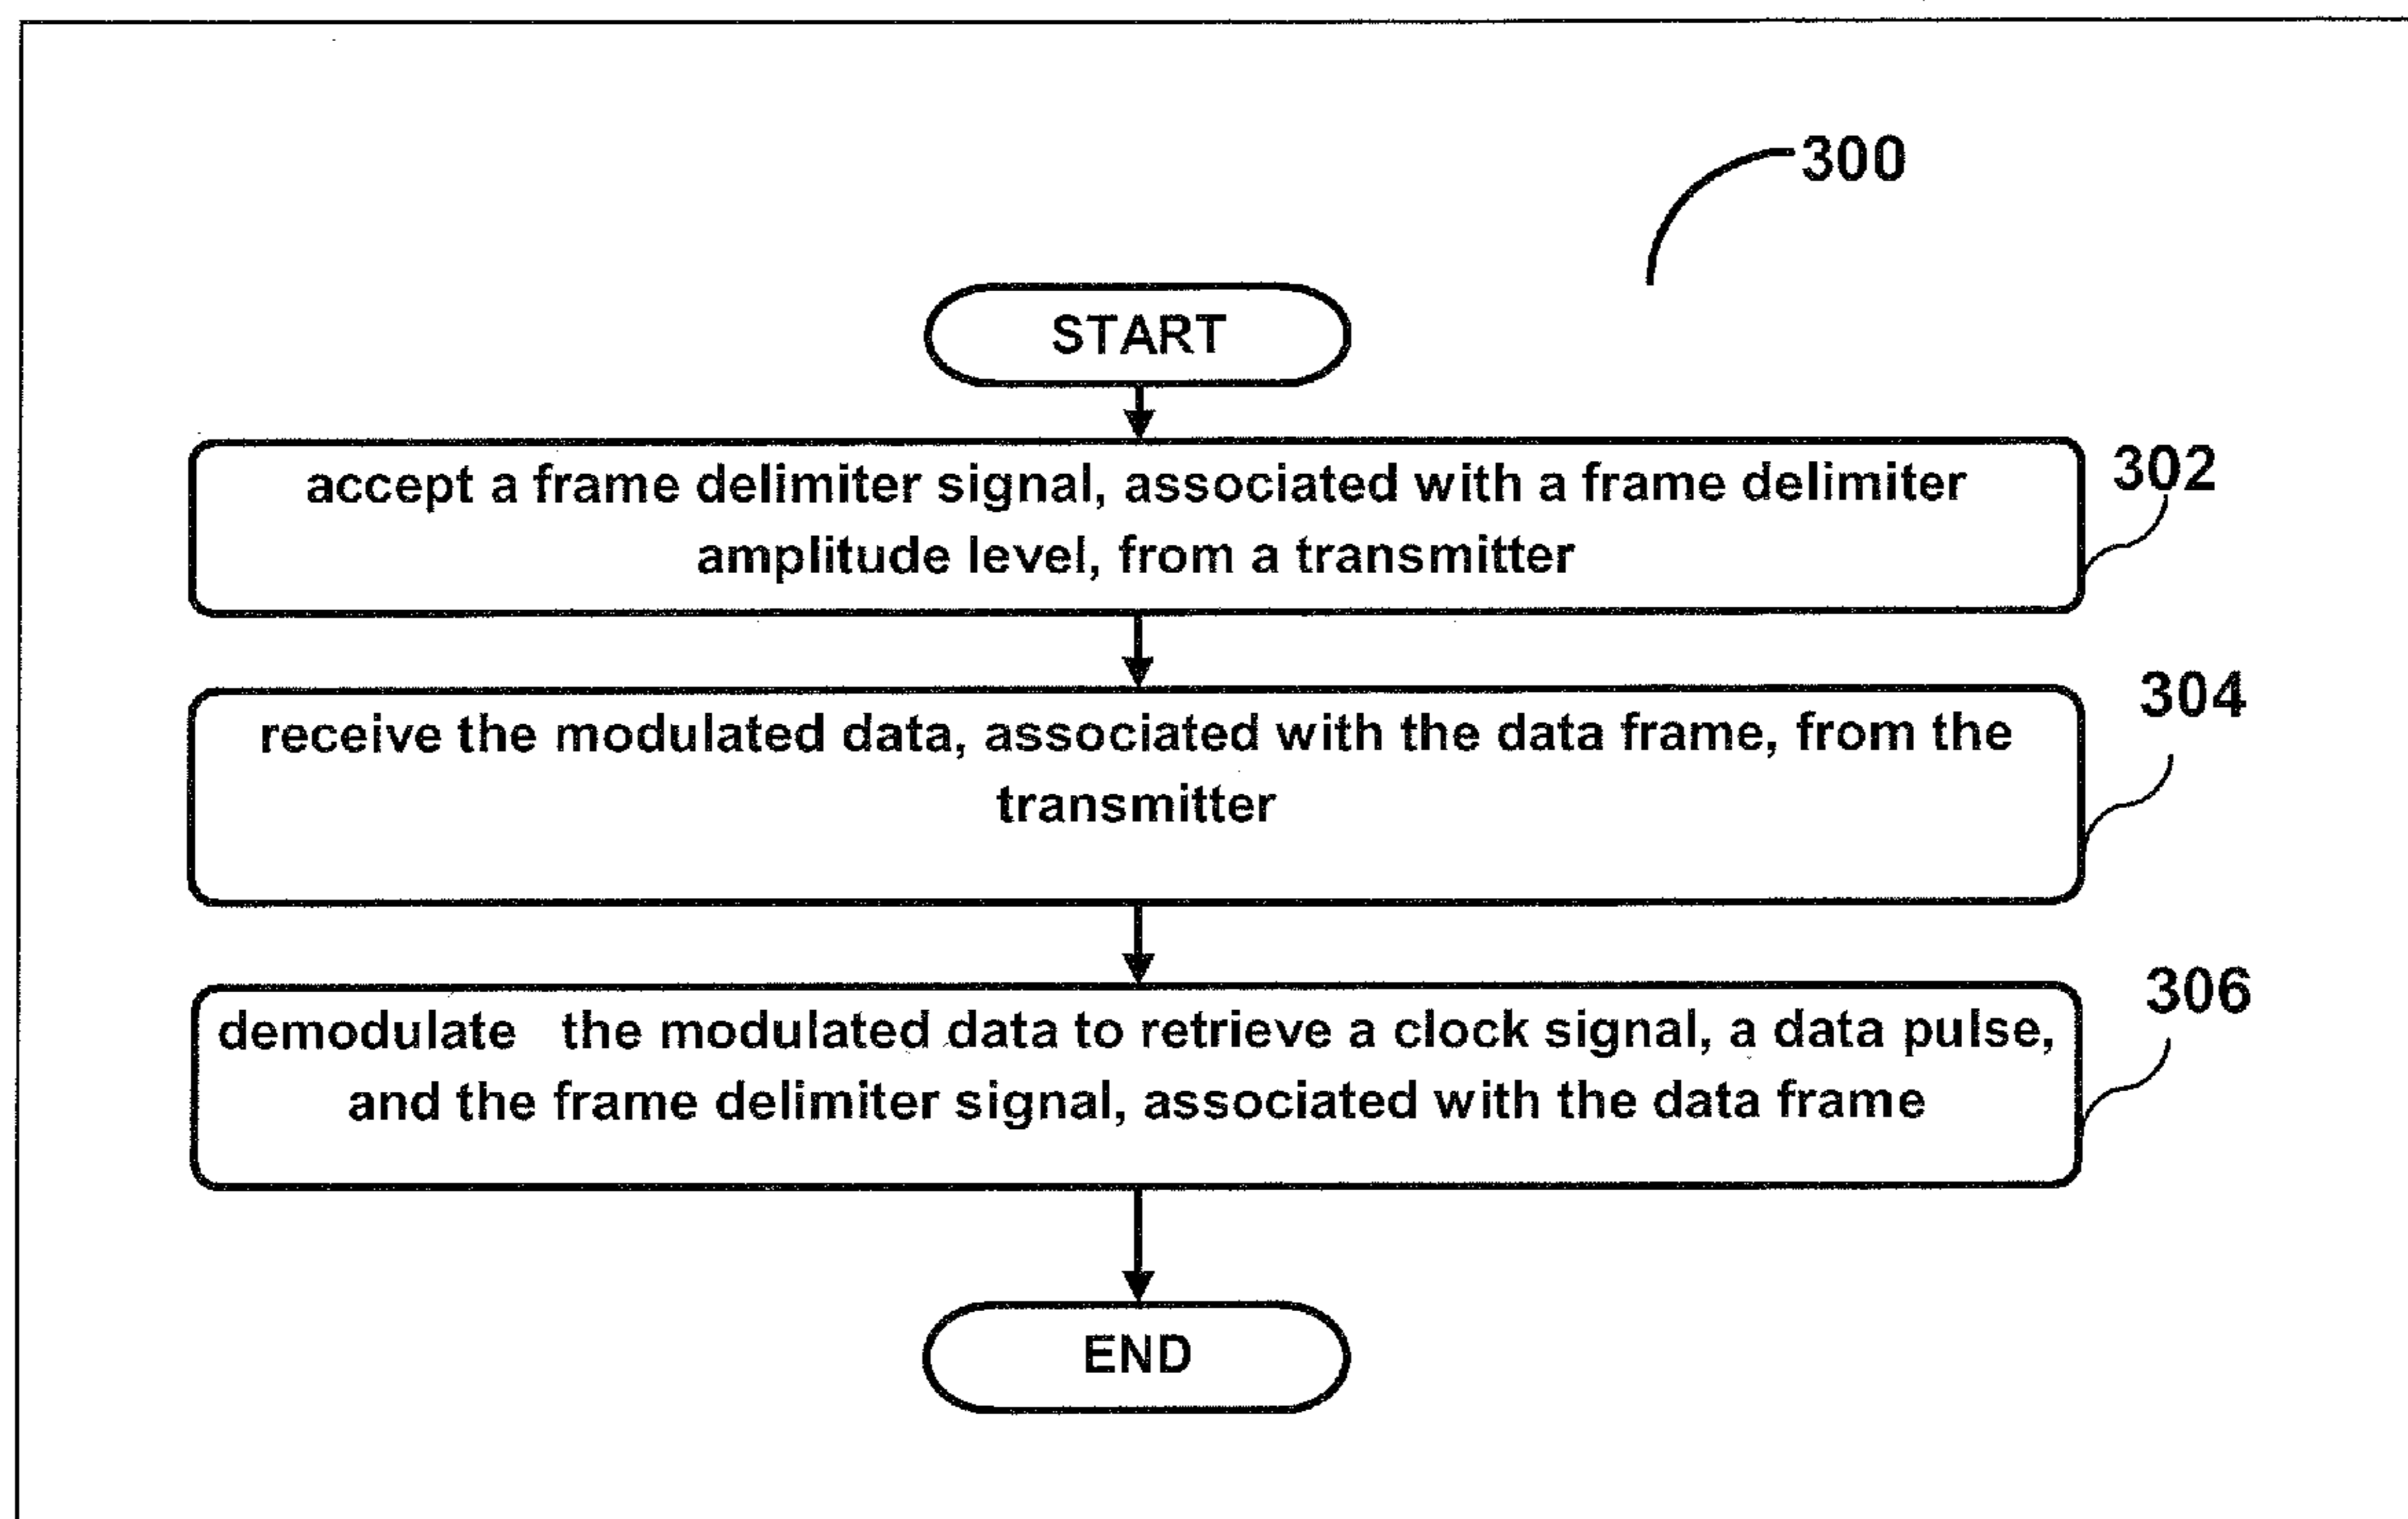 300
START
accept a frame delimiter signal, associated with a frame delimiter
amplitude level, from a transmitter
302
receive the modulated data, associated with the data frame, from the
transmitter
304
demodulate the modulated data to retrieve a clock signal, a data pulse,
and the frame delimiter signal, associated with the data frame
306
END